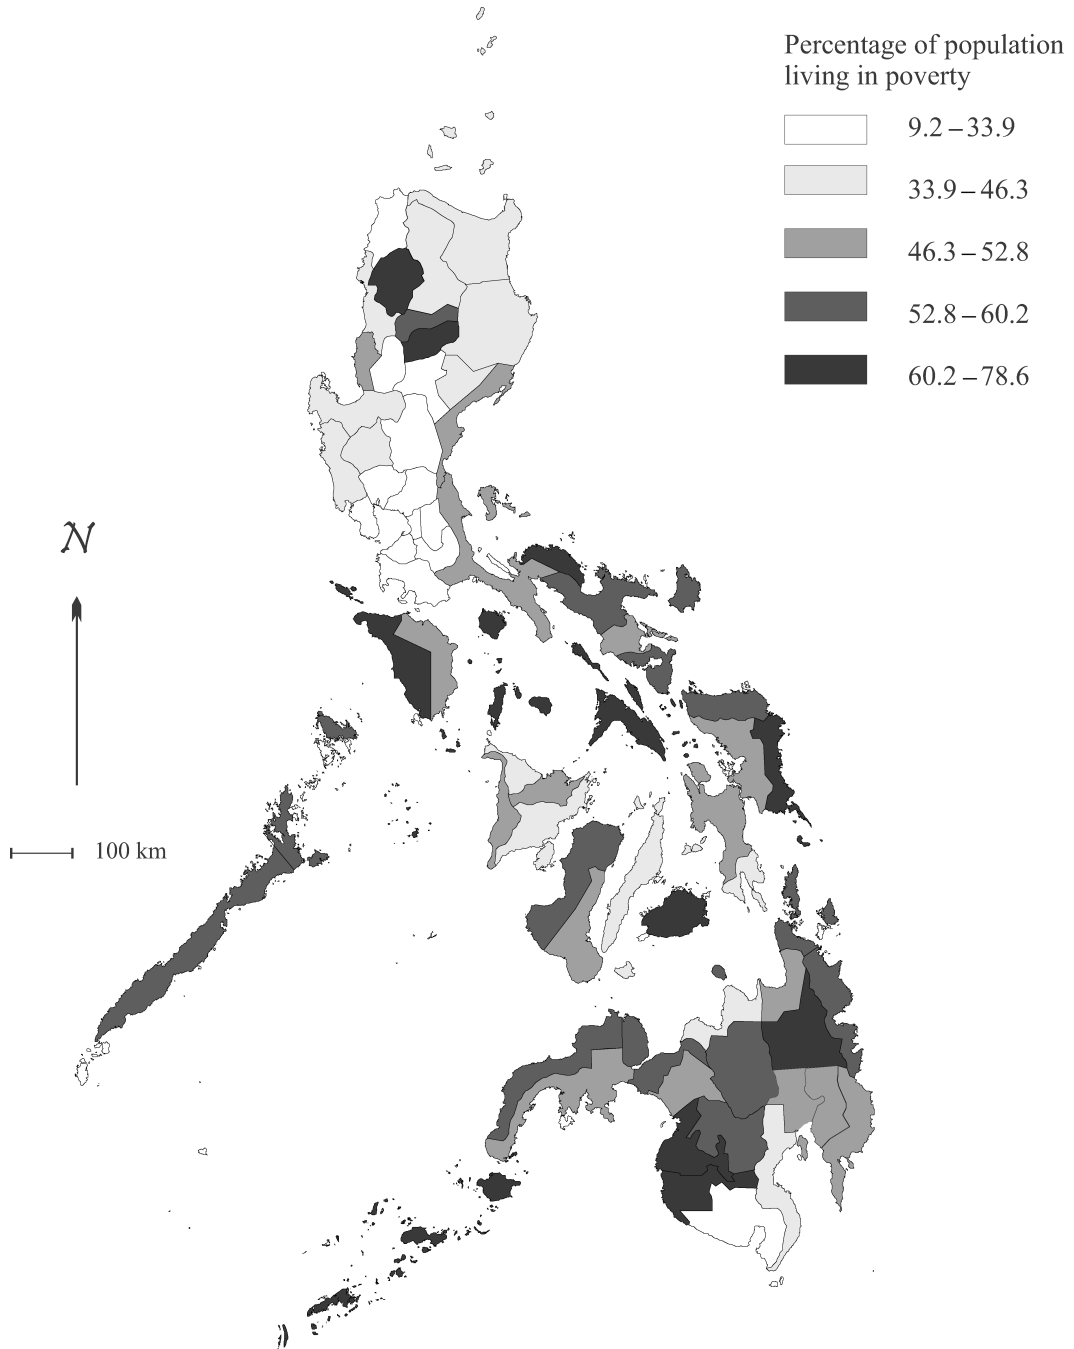 Percentage of population
living in poverty
9.2 – 33.9
33.9 – 46.3
46.3 – 52.8
52.8 – 60.2
60.2 – 78.6
N
100 km